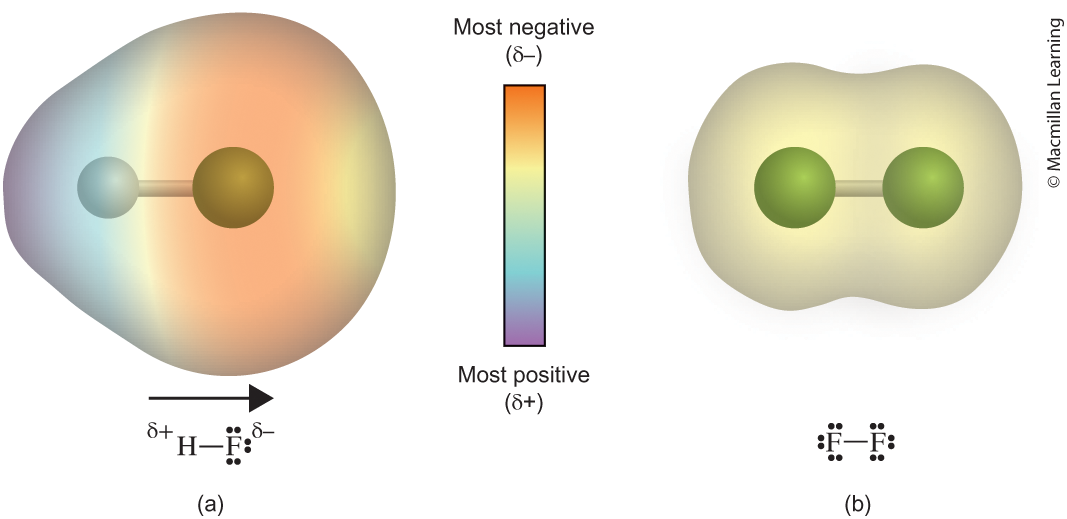 Most negative
(δ–)
Most positive
(δ+)
δ+ H—F δ–
(a)
F—F
(b)
© Macmillan Learning